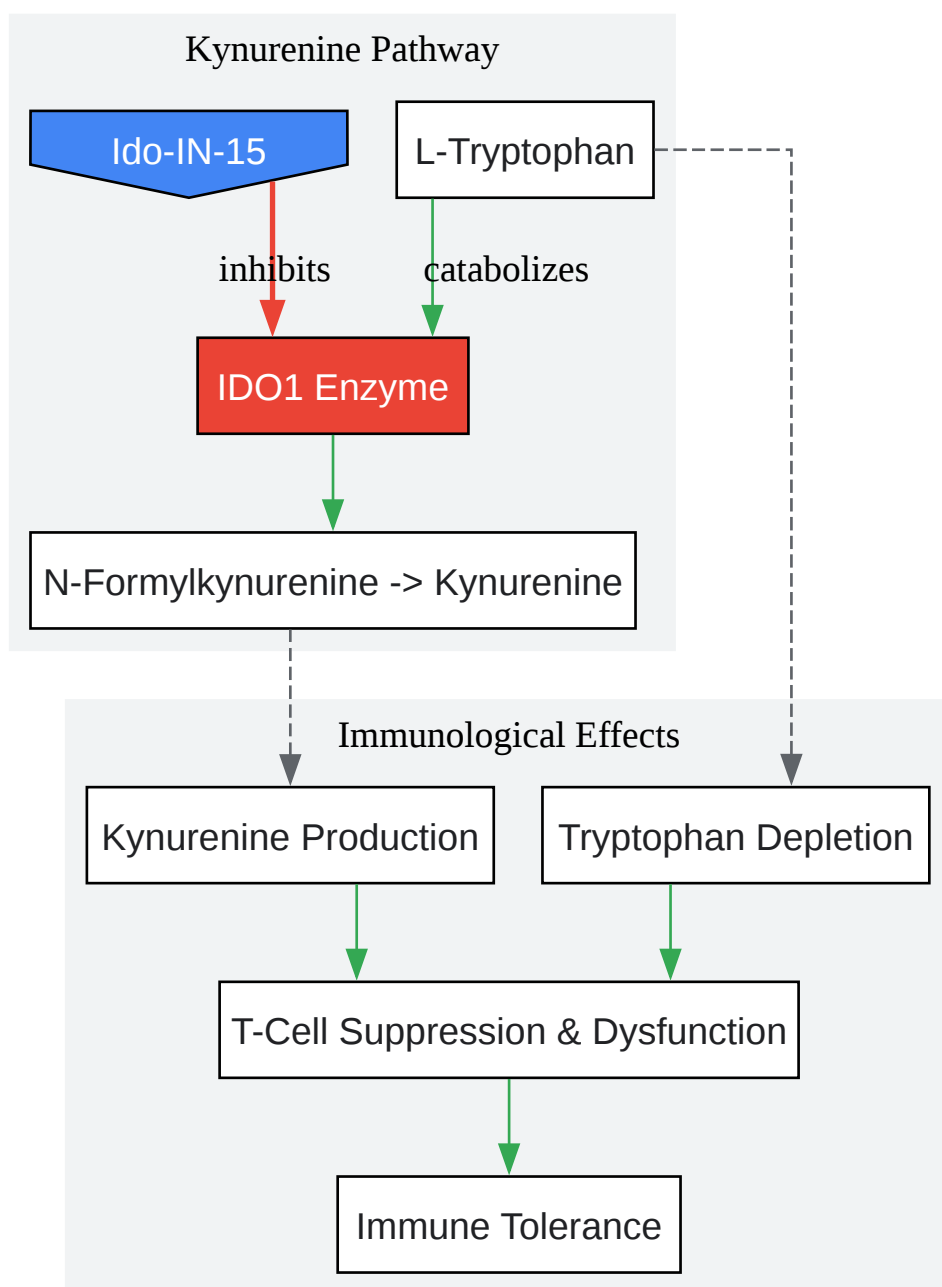 Kynurenine Pathway
Ido-IN-15
L-Tryptophan
inhibits
catabolizes
IDO1 Enzyme
N-Formylkynurenine -> Kynurenine
Immunological Effects
Kynurenine Production
Tryptophan Depletion
T-Cell Suppression & Dysfunction
Immune Tolerance